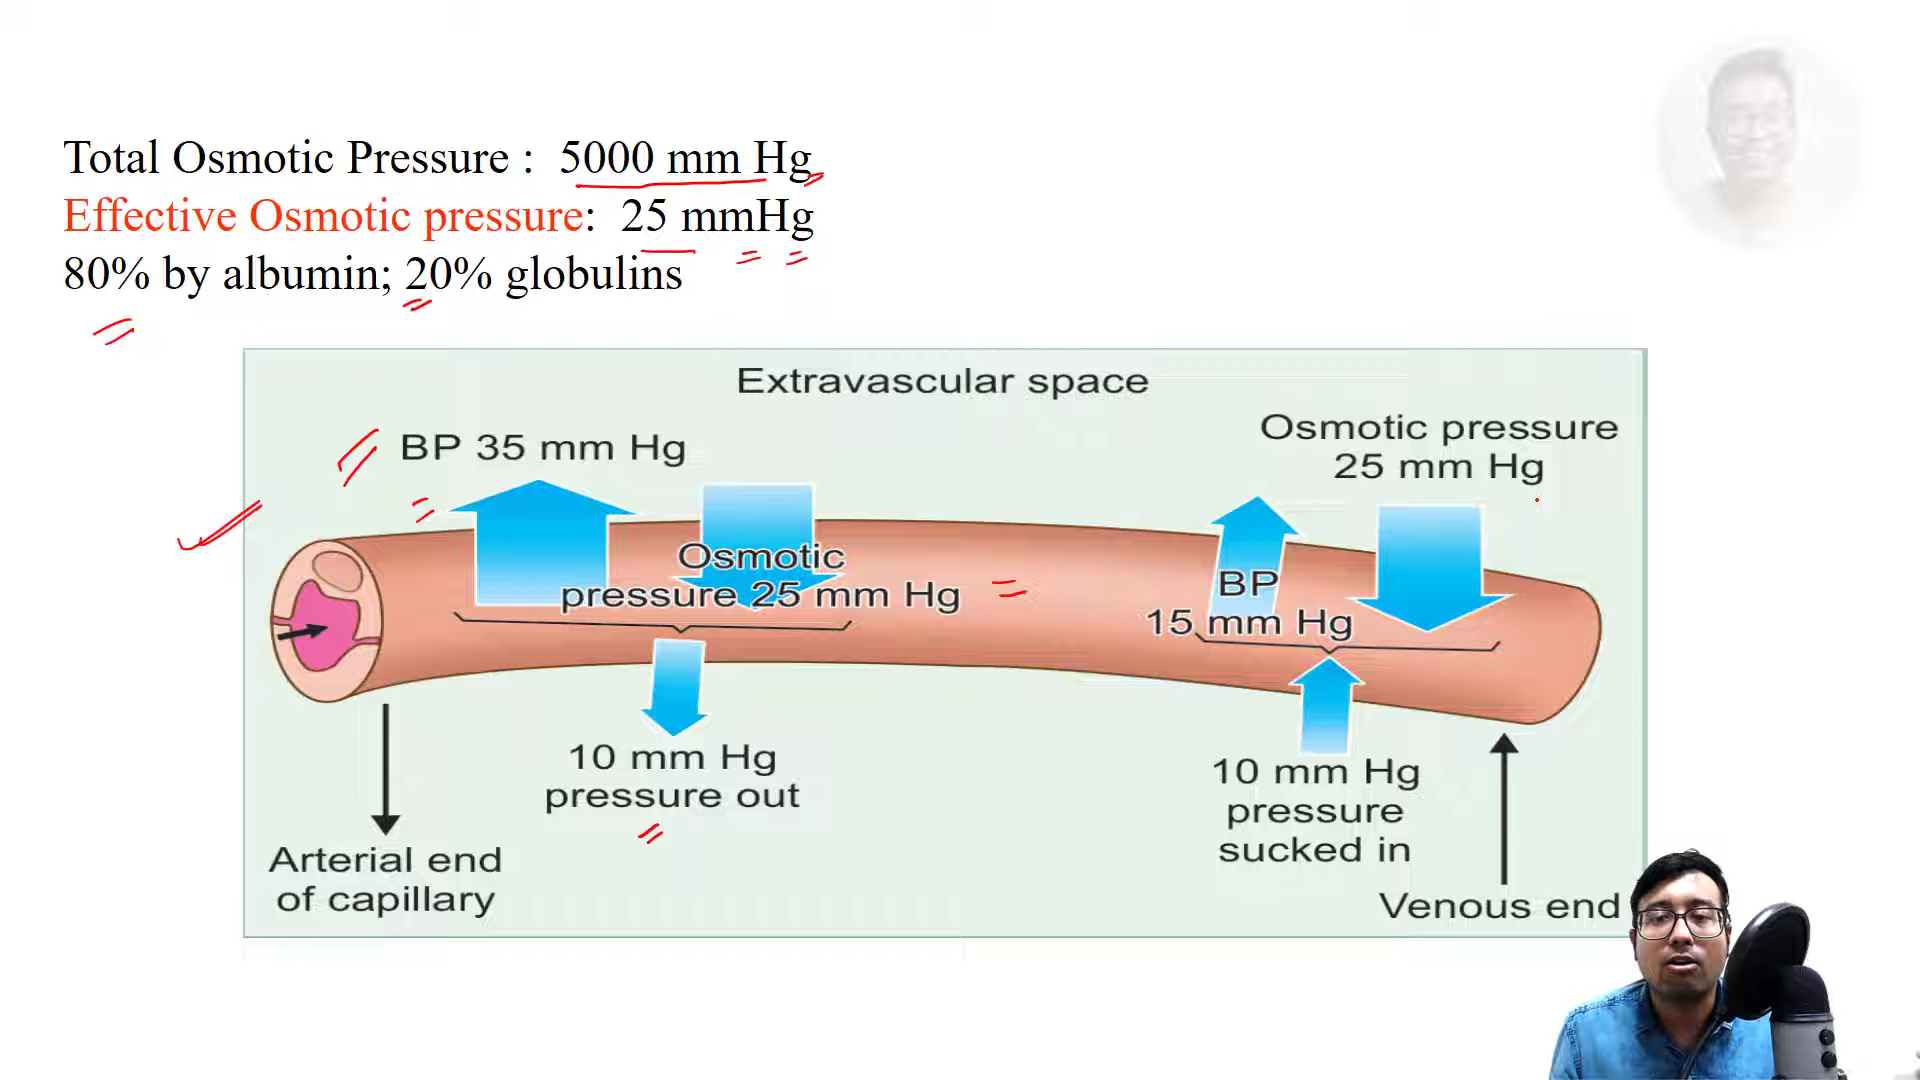 Total Osmotic Pressure : 5000 mm Hg
Effective Osmotic pressure: 25 mmHg
80% by albumin; 20% globulins
Extravascular space
BP 35 mm Hg
Osmotic
pressure 25 mm Hg
10 mm Hg
pressure out
Arterial end
of capillary
Osmotic pressure
25 mm Hg
BP
15 mm Hg
10 mm Hg
pressure
sucked in
Venous end